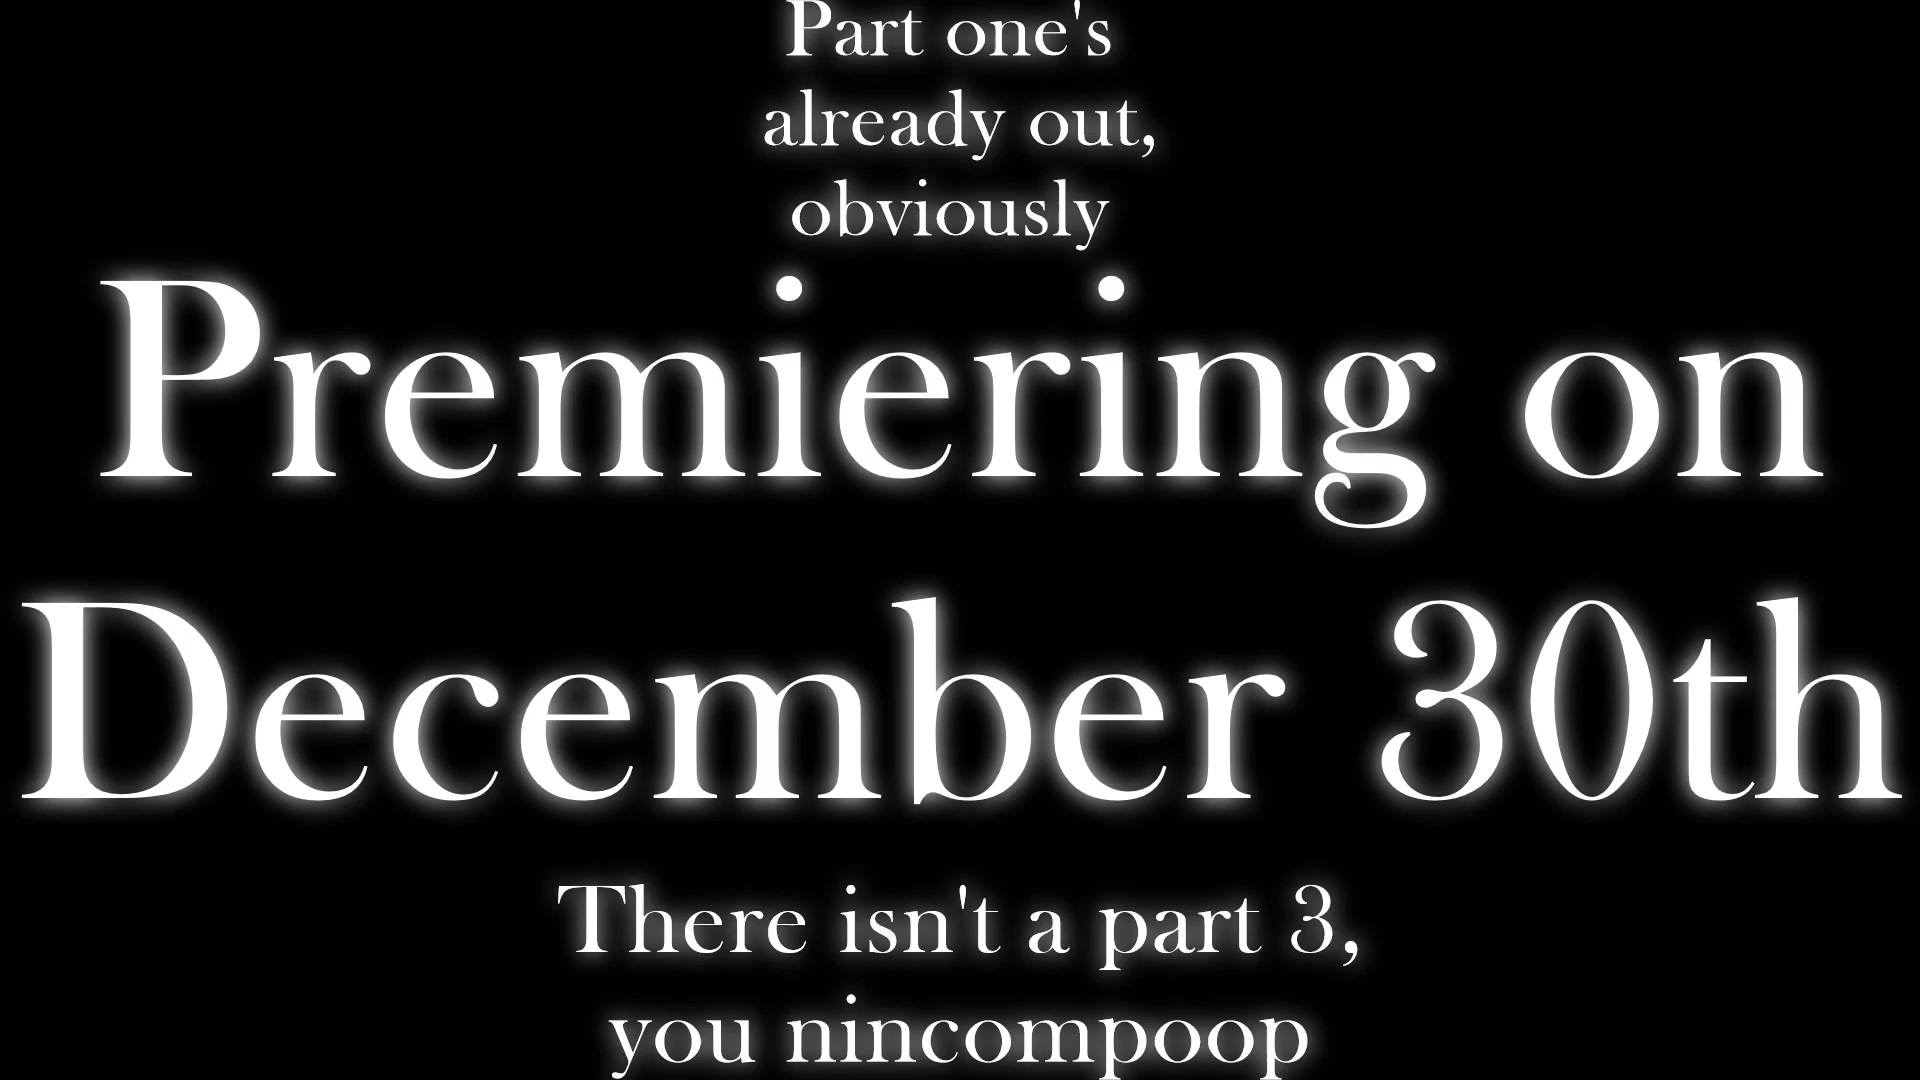 Part one's
already out,
obviously
Premiering on
December 30th
There isn't a part 3,
you nincompoop